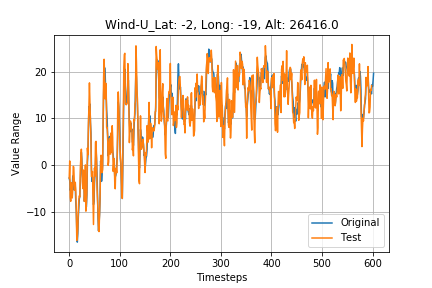 Wind-U_Lat: -2, Long: -19, Alt: 26416.0
Value Range
20
10
0
−10
0
100
200
300
400
500
600
Timesteps
Original
Test